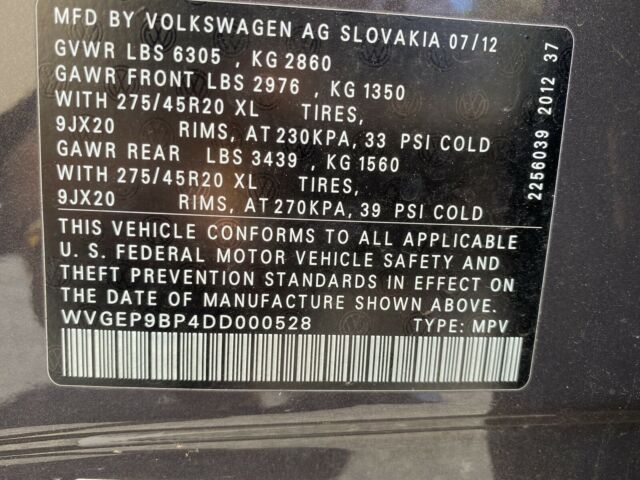 MFD BY VOLKSWAGEN AG SLOVAKIA 07/12
GVWR LBS 6305, KG 2860
GAWR FRONT LBS 2976, KG 1350
WITH 275/45R20 XL TIRES,
9JX20 RIMS, AT 230KPA, 33 PSI COLD
GAWR REAR LBS 3439, KG 1560
WITH 275/45R20 XL TIRES,
9JX20 RIMS, AT 270KPA, 39 PSI COLD
THIS VEHICLE CONFORMS TO ALL APPLICABLE
U. S. FEDERAL MOTOR VEHICLE SAFETY AND
THEFT PREVENTION STANDARDS IN EFFECT ON
THE DATE OF MANUFACTURE SHOWN ABOVE.
WVGEP9BP4DD000528 TYPE: MPV
2256039 2012 37